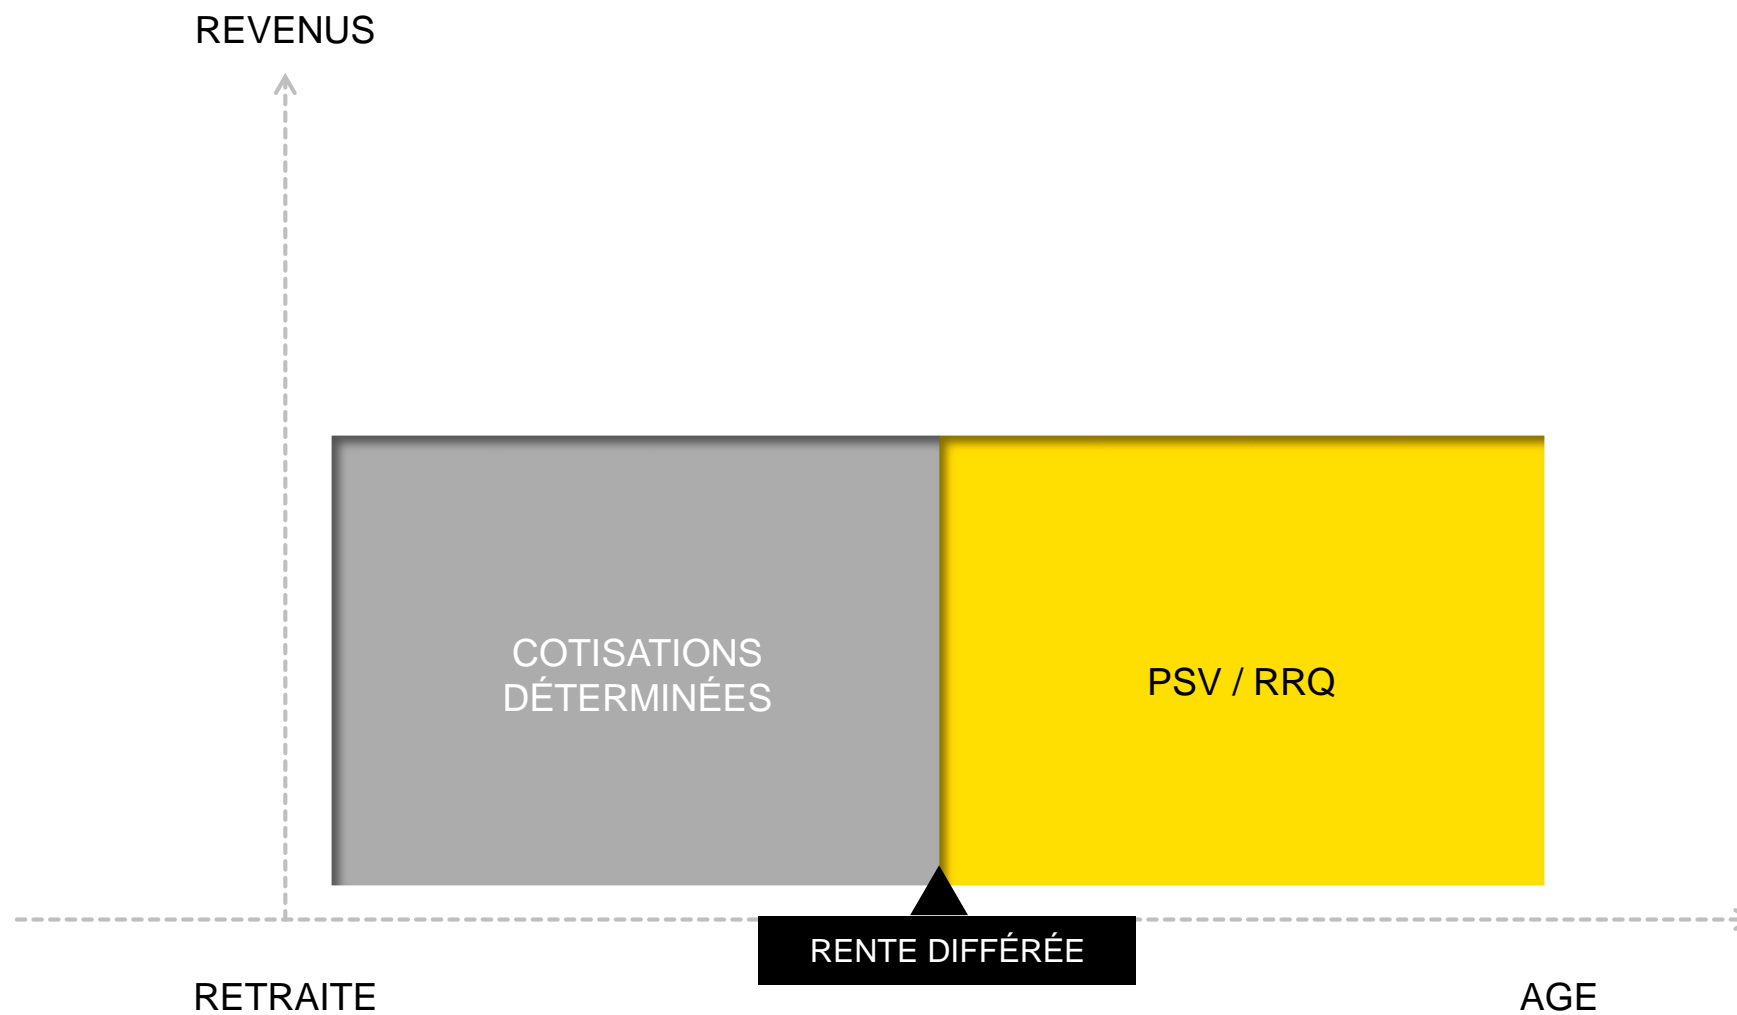 REVENUS
COTISATIONS
DÉTERMINÉES
PSV / RRQ
RENTE DIFFÉRÉE
RETRAITE
AGE